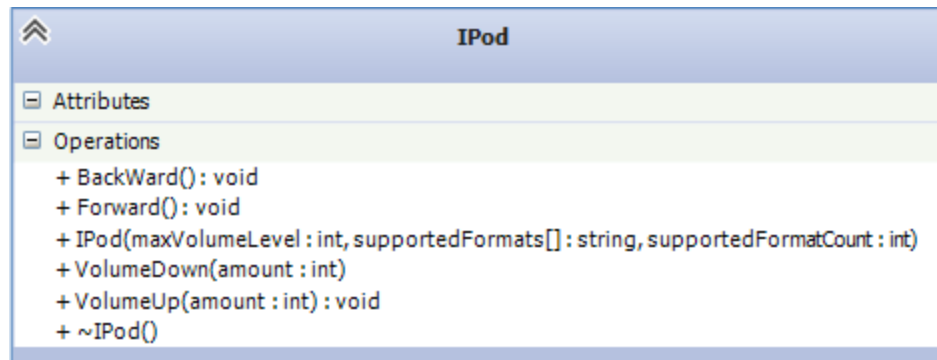 IPod
Attributes
Operations
+ BackWard() : void
+ Forward() : void
+ IPod(maxVolumeLevel : int, supportedFormats[] : string, supportedFormatCount : int)
+ VolumeDown(amount : int)
+ VolumeUp(amount : int) : void
+ ~IPod()